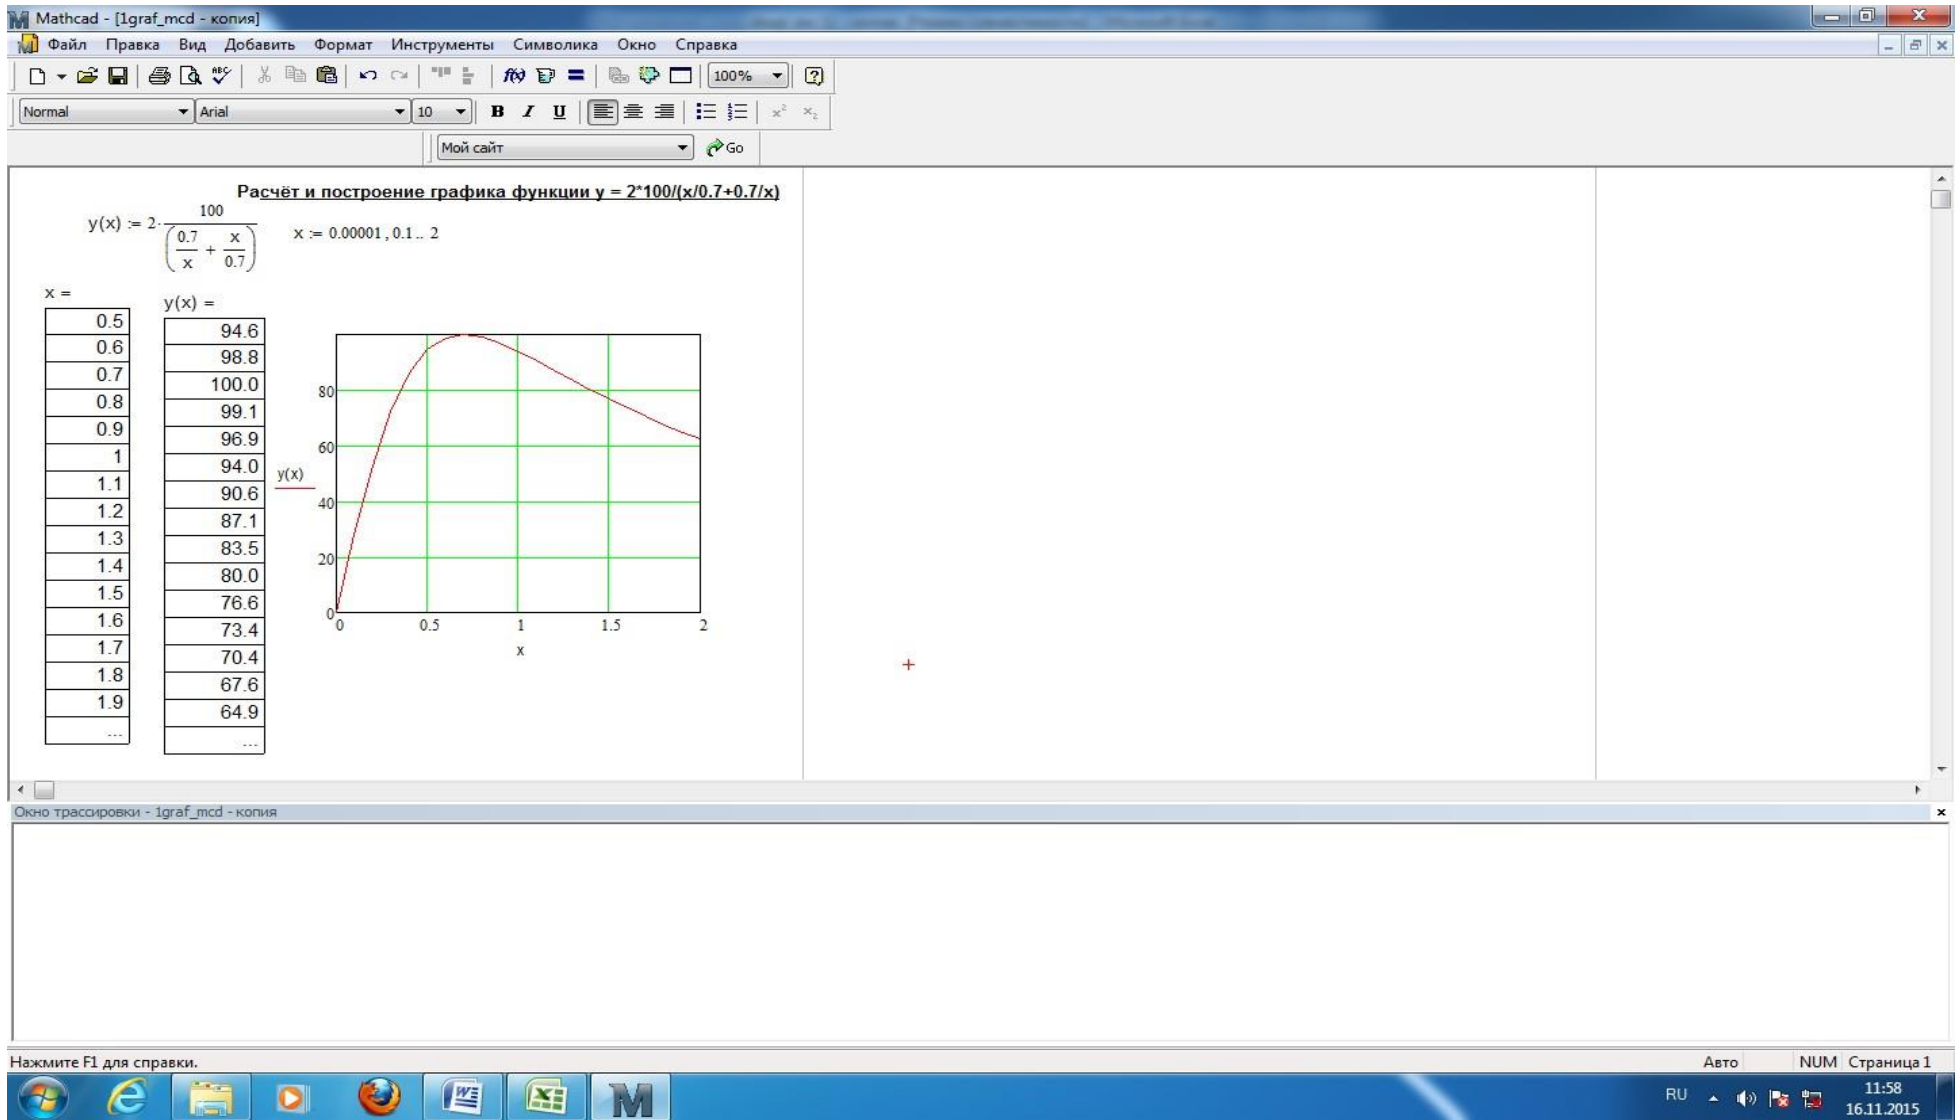 Mathcad - [1graf_mcd - копия]
Файл Правка Вид Добавить Формат Инструменты Символика Окно Справка
100%
Normal Arial 10 B I U
Мой сайт Go
Расчёт и построение графика функции y = 2*100/(x/0.7+0.7/x)
y(x) := 2· 100 / (0.7/x + x/0.7) x := 0.00001 , 0.1 .. 2
x =
0.5
0.6
0.7
0.8
0.9
1
1.1
1.2
1.3
1.4
1.5
1.6
1.7
1.8
1.9
...
y(x) =
94.6
98.8
100.0
99.1
96.9
94.0
90.6
87.1
83.5
80.0
76.6
73.4
70.4
67.6
64.9
...
80
60
y(x)
40
20
0
0 0.5 1 1.5 2
x
Окно трассировки - 1graf_mcd - копия
Нажмите F1 для справки. Авто NUM Страница 1
RU 11:58
16.11.2015